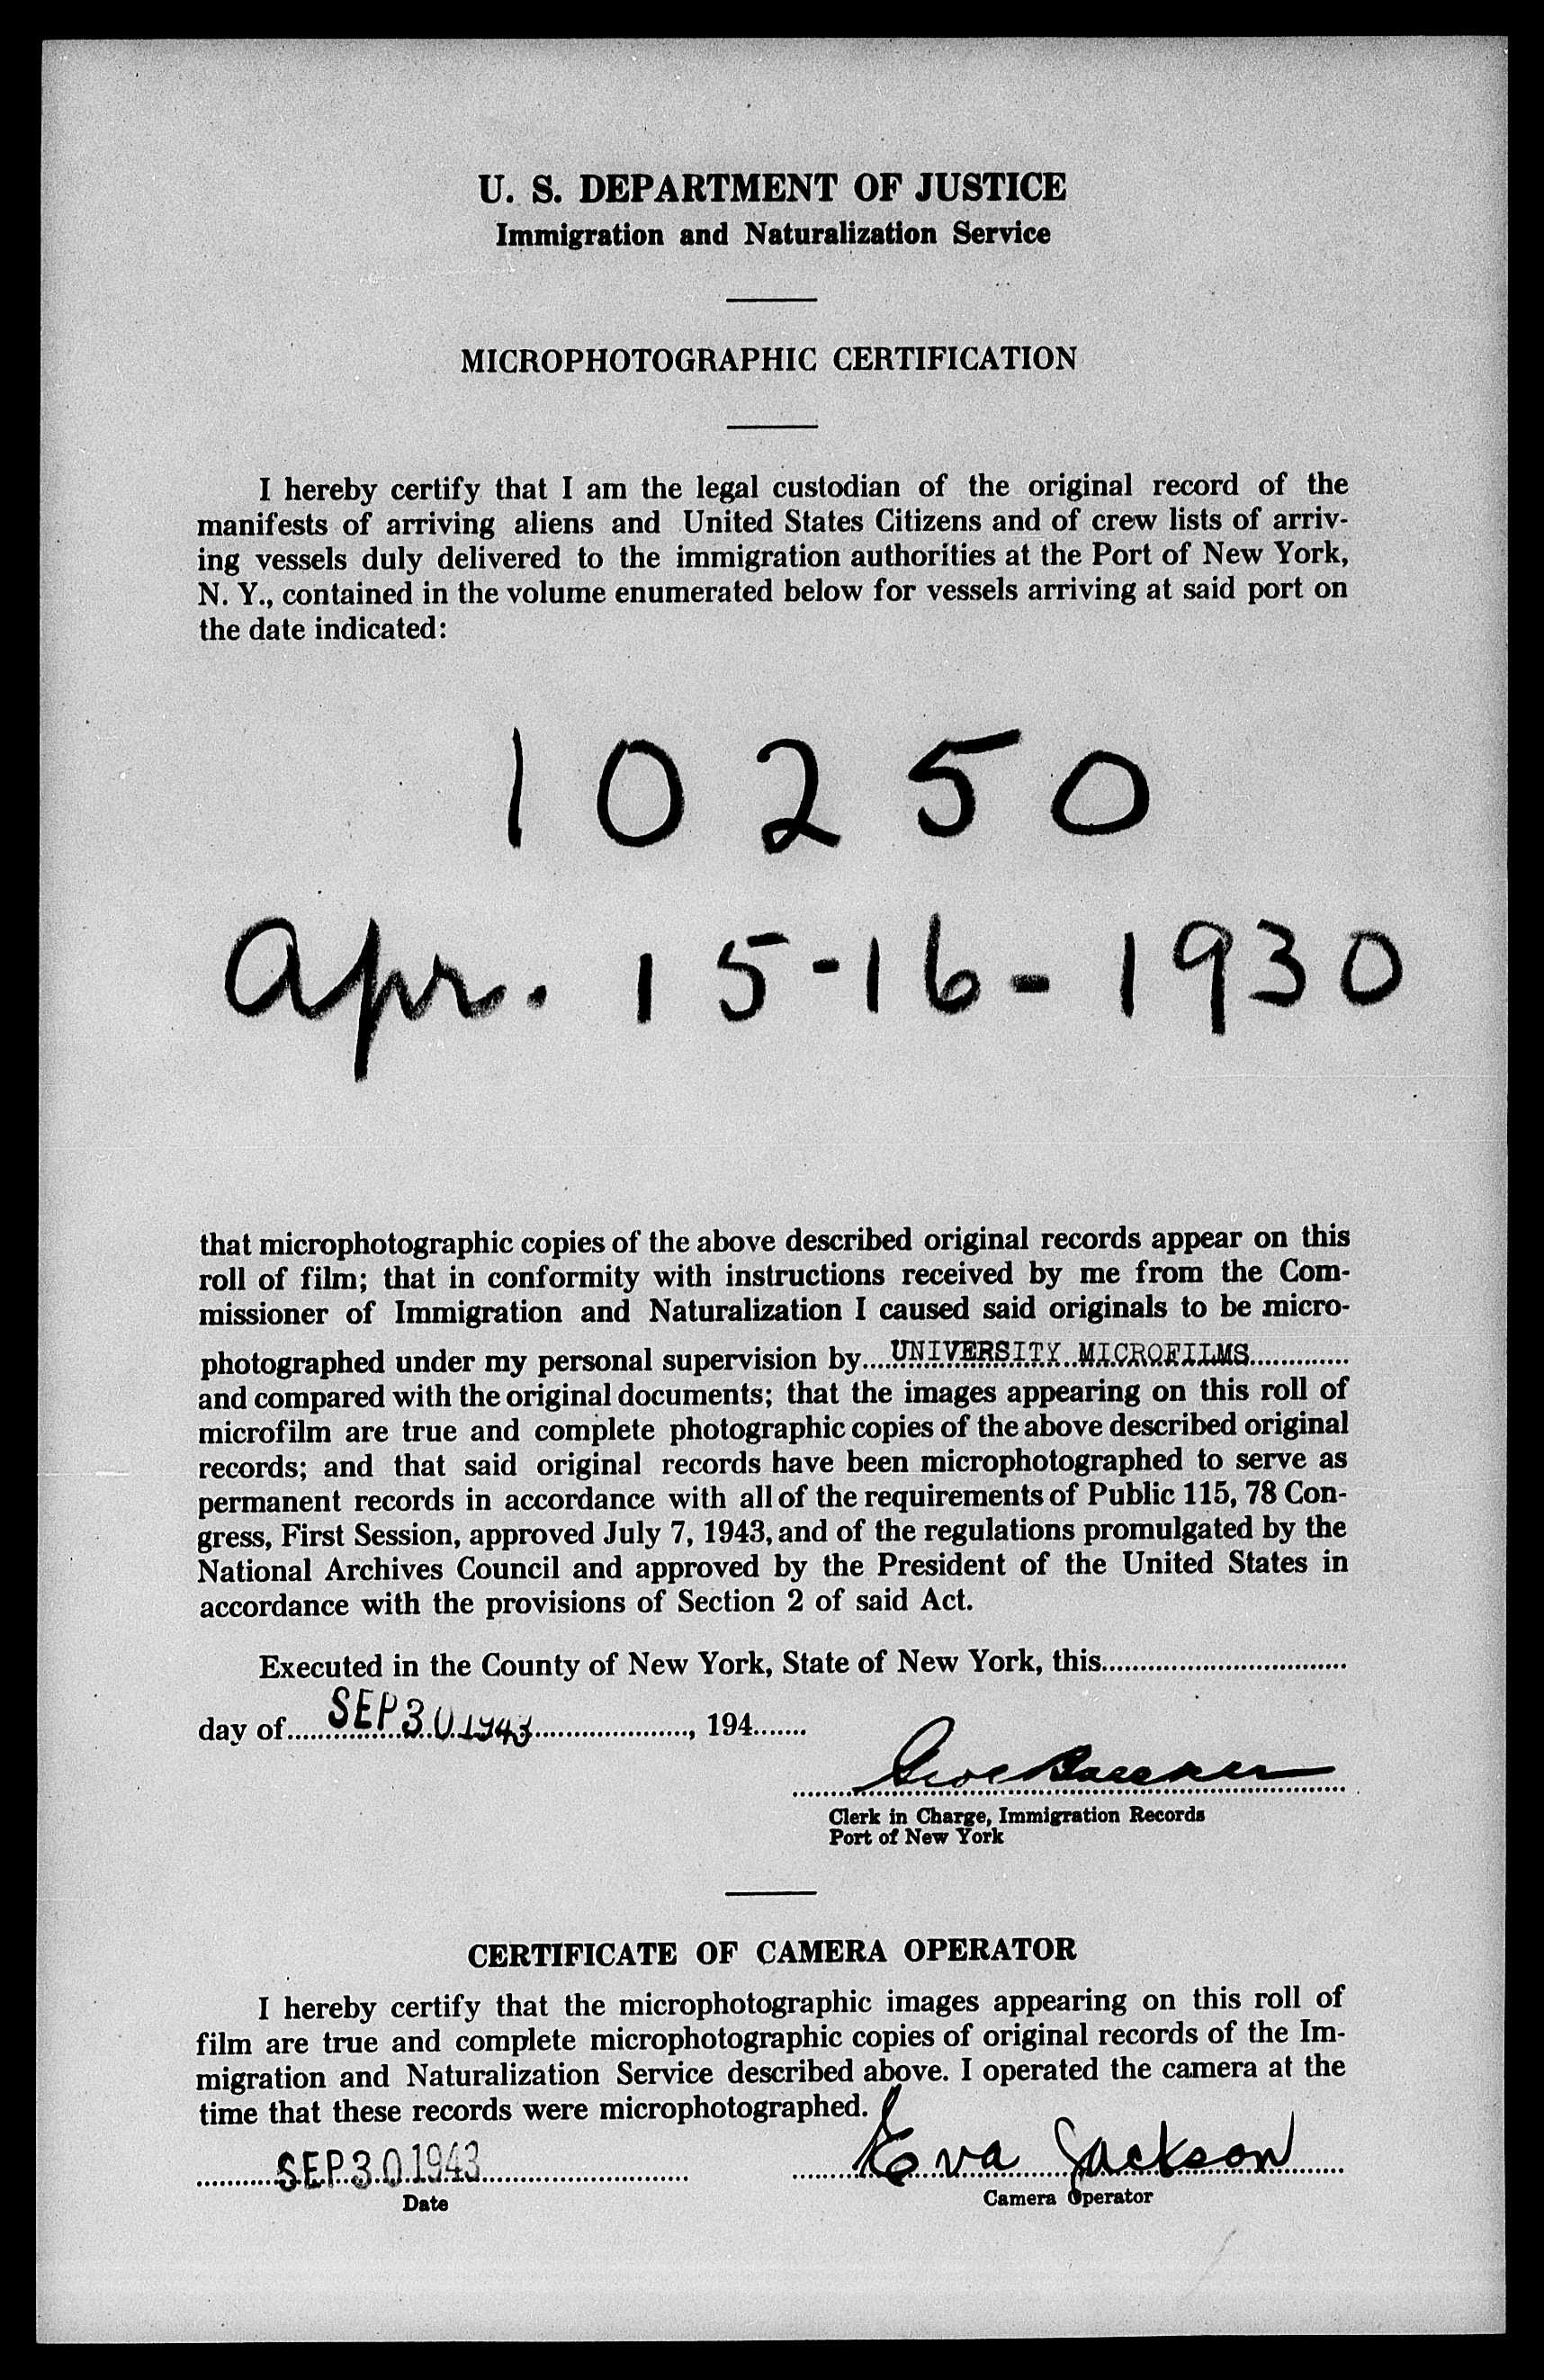 U. S. DEPARTMENT OF JUSTICE
Immigration and Naturalization Service
MICROPHOTOGRAPHIC CERTIFICATION
I hereby certify that I am the legal custodian of the original record of the
manifests of arriving aliens and United States Citizens and of crew lists of arriv-
ing vessels duly delivered to the immigration authorities at the Port of New York,
N. Y., contained in the volume enumerated below for vessels arriving at said port on
the date indicated:
10250
Apr. 15-16-1930
that microphotographic copies of the above described original records appear on this
roll of film; that in conformity with instructions received by me from the Com-
missioner of Immigration and Naturalization I caused said originals to be micro-
photographed under my personal supervision by....UNIVERSITY MICROFILMS............
and compared with the original documents; that the images appearing on this roll of
microfilm are true and complete photographic copies of the above described original
records; and that said original records have been microphotographed to serve as
permanent records in accordance with all of the requirements of Public 115, 78 Con-
gress, First Session, approved July 7, 1943, and of the regulations promulgated by the
National Archives Council and approved by the President of the United States in
accordance with the provisions of Section 2 of said Act.
Executed in the County of New York, State of New York, this................................
day of......SEP 30 1943...................., 194.......
Clerk in Charge, Immigration Records
Port of New York
CERTIFICATE OF CAMERA OPERATOR
I hereby certify that the microphotographic images appearing on this roll of
film are true and complete microphotographic copies of original records of the Im-
migration and Naturalization Service described above. I operated the camera at the
time that these records were microphotographed.
SEP 30 1943 Eva Jackson
Date Camera Operator